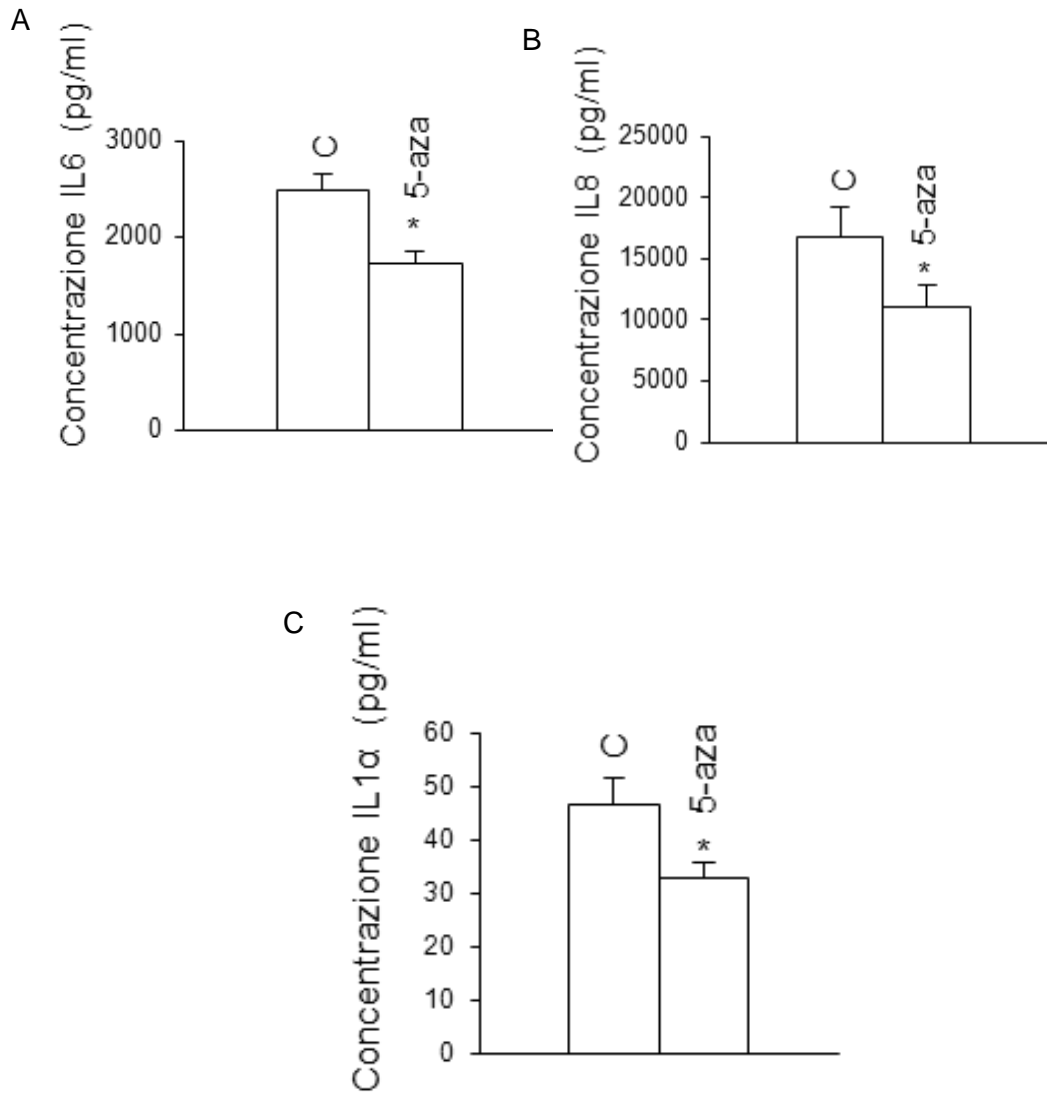 A
Concentrazione IL6 (pg/ml)
3000
2000
1000
0
C
* 5-aza
B
Concentrazione IL8 (pg/ml)
25000
20000
15000
10000
5000
0
C
* 5-aza
C
Concentrazione IL1α (pg/ml)
60
50
40
30
20
10
0
C
* 5-aza